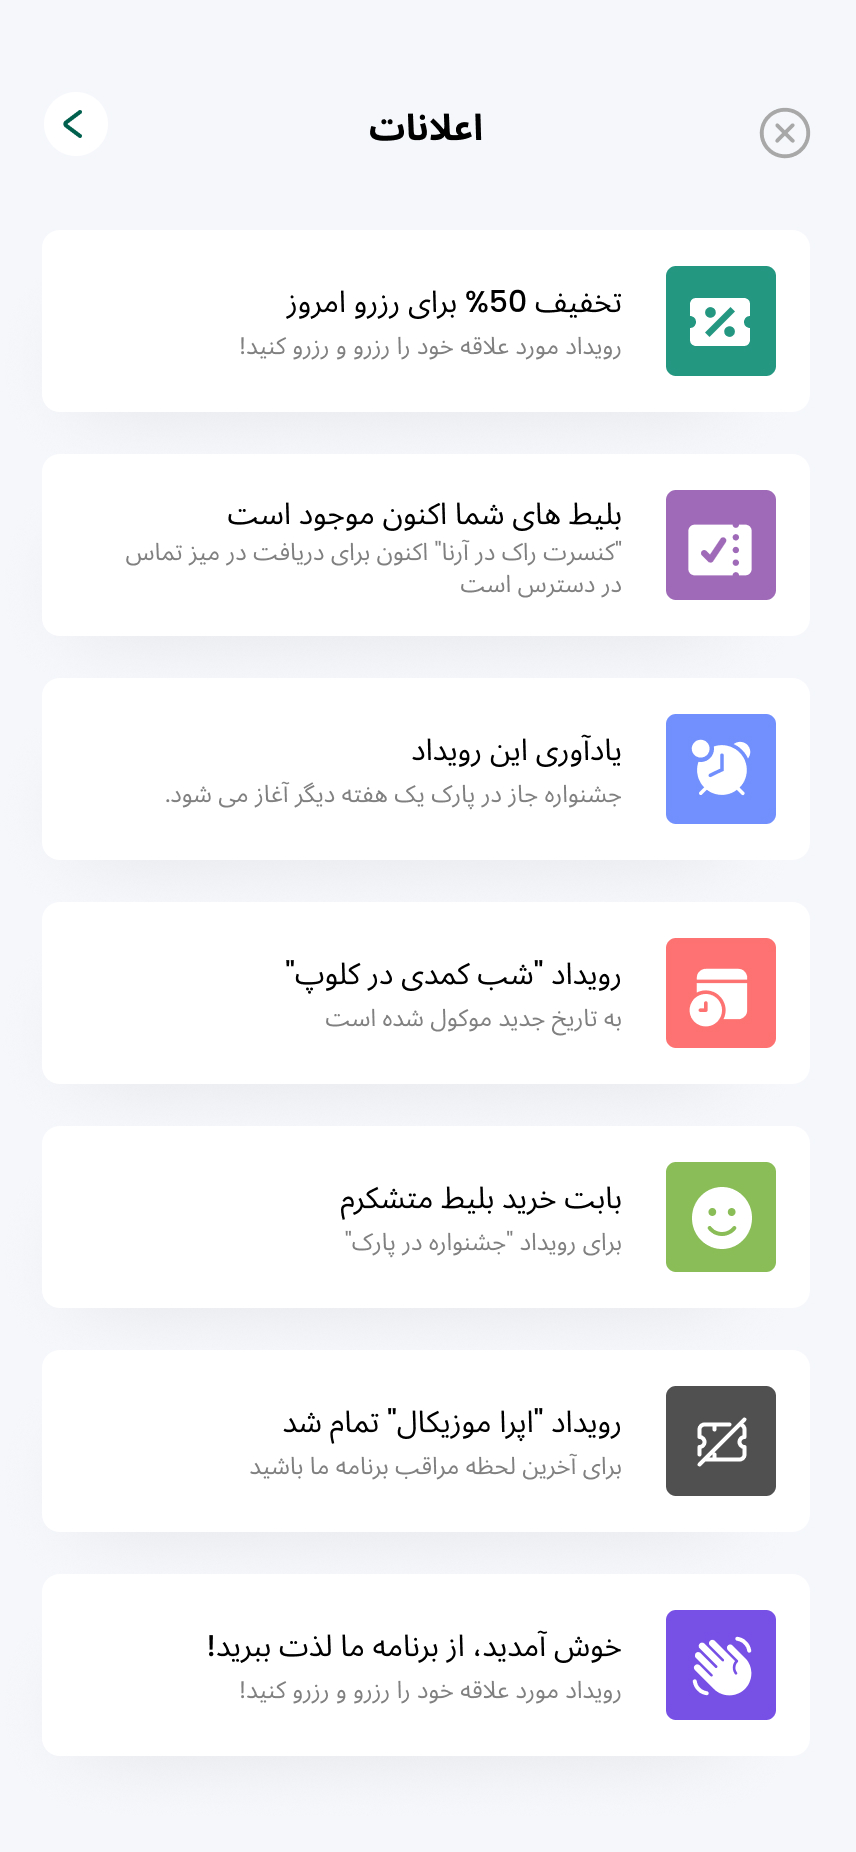 اعلانات
تخفیف 50% برای رزرو امروز
رویداد مورد علاقه خود را رزرو و رزرو کنید!
بلیط های شما اکنون موجود است
"کنسرت راک در آرنا" اکنون برای دریافت در میز تماس
در دسترس است
یادآوری این رویداد
جشنواره جاز در پارک یک هفته دیگر آغاز می شود.
رویداد "شب کمدی در کلوپ"
به تاریخ جدید موکول شده است
بابت خرید بلیط متشکرم
برای رویداد "جشنواره در پارک"
رویداد "اپرا موزیکال" تمام شد
برای آخرین لحظه مراقب برنامه ما باشید
خوش آمدید، از برنامه ما لذت ببرید!
رویداد مورد علاقه خود را رزرو و رزرو کنید!